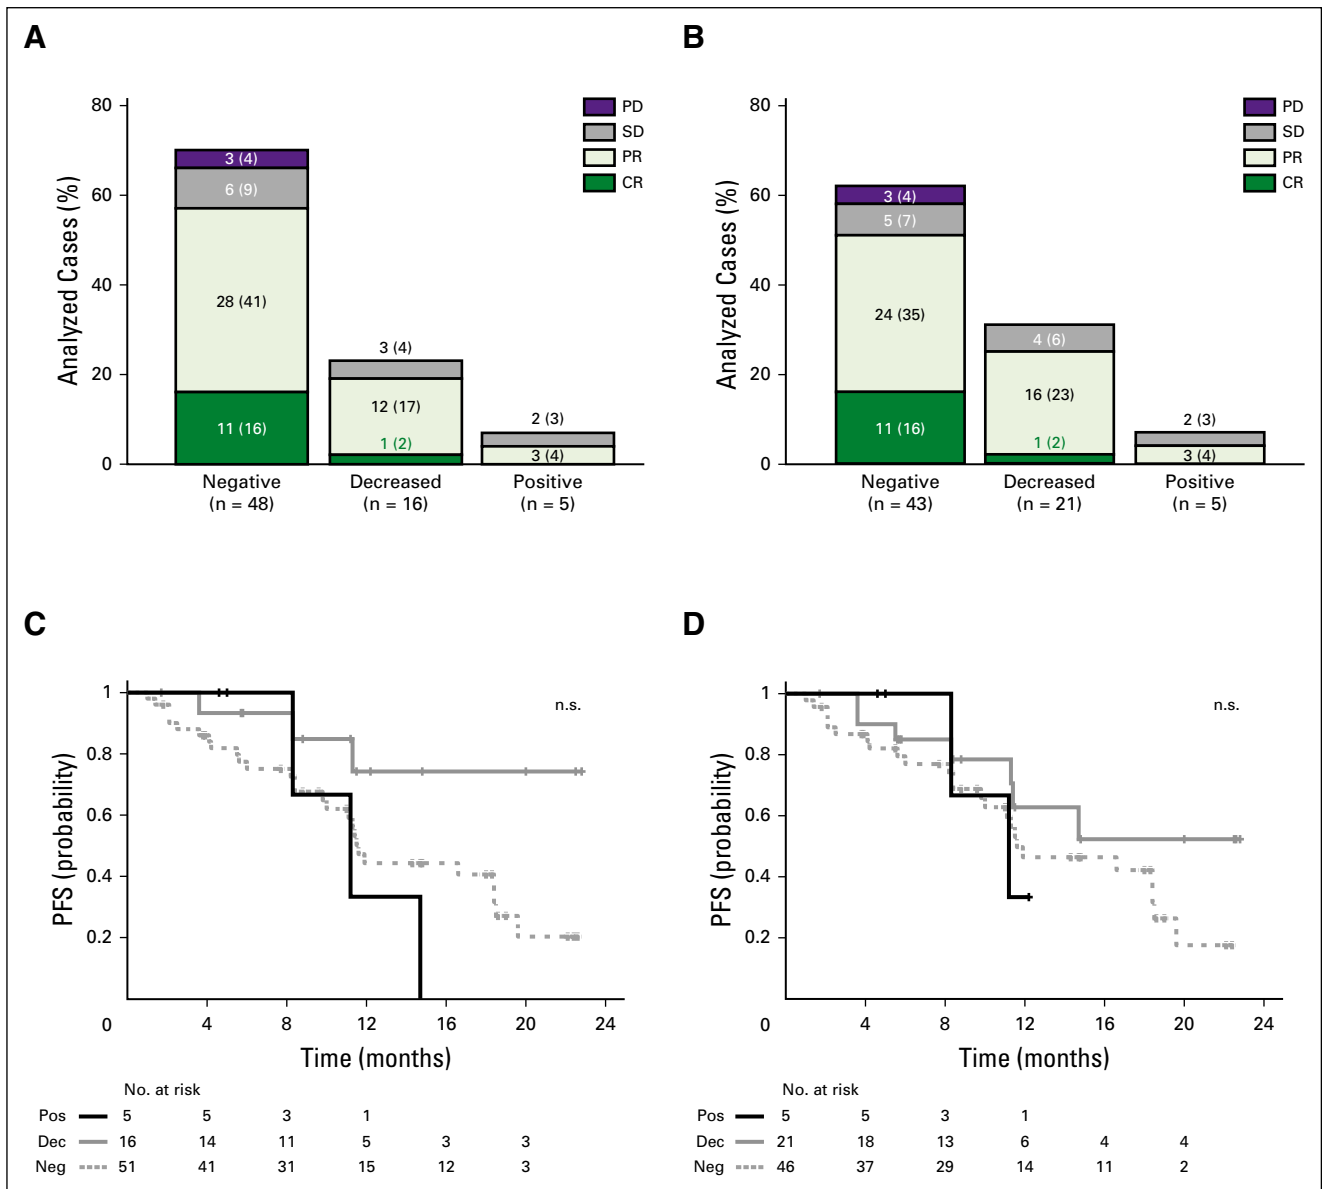 A
80
60
40
20
0
Analyzed Cases (%)
PD
SD
PR
CR
3 (4)
6 (9)
28 (41)
11 (16)
3 (4)
12 (17)
1 (2)
2 (3)
3 (4)
Negative
(n = 48)
Decreased
(n = 16)
Positive
(n = 5)
B
80
60
40
20
0
Analyzed Cases (%)
PD
SD
PR
CR
3 (4)
5 (7)
24 (35)
11 (16)
4 (6)
16 (23)
1 (2)
2 (3)
3 (4)
Negative
(n = 43)
Decreased
(n = 21)
Positive
(n = 5)
C
1
0.8
0.6
0.4
0.2
PFS (probability)
n.s.
0 4 8 12 16 20 24
Time (months)
No. at risk
Pos 5 5 3 1
Dec 16 14 11 5 3 3
Neg 51 41 31 15 12 3
D
1
0.8
0.6
0.4
0.2
PFS (probability)
n.s.
0 4 8 12 16 20 24
Time (months)
No. at risk
Pos 5 5 3 1
Dec 21 18 13 6 4 4
Neg 46 37 29 14 11 2